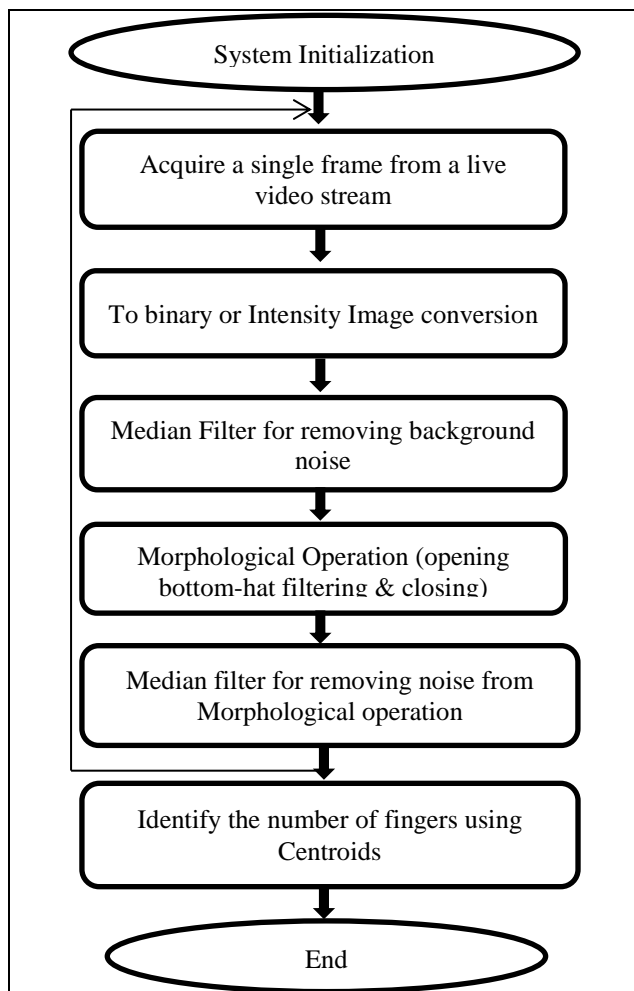 System Initialization
Acquire a single frame from a live
video stream
To binary or Intensity Image conversion
Median Filter for removing background
noise
Morphological Operation (opening
bottom-hat filtering & closing)
Median filter for removing noise from
Morphological operation
Identify the number of fingers using
Centroids
End